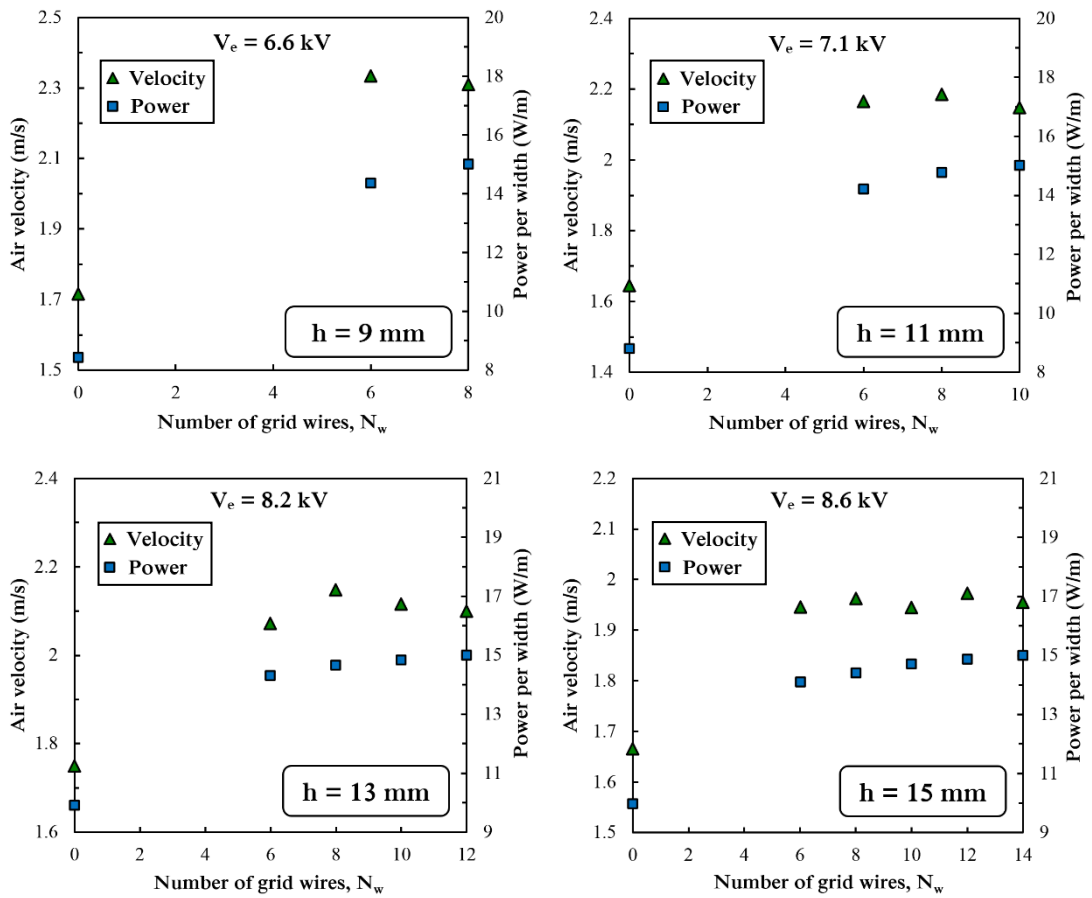 V_e = 6.6 kV
Velocity
Power
Air velocity (m/s)
2.5
2.3
2.1
1.9
1.7
1.5
Power per width (W/m)
20
18
16
14
12
10
8
0 2 4 6 8
Number of grid wires, N_w
h = 9 mm
V_e = 7.1 kV
Velocity
Power
Air velocity (m/s)
2.4
2.2
2
1.8
1.6
1.4
Power per width (W/m)
20
18
16
14
12
10
8
0 2 4 6 8 10
Number of grid wires, N_w
h = 11 mm
V_e = 8.2 kV
Velocity
Power
Air velocity (m/s)
2.4
2.2
2
1.8
1.6
Power per width (W/m)
21
19
17
15
13
11
9
0 2 4 6 8 10 12
Number of grid wires, N_w
h = 13 mm
V_e = 8.6 kV
Velocity
Power
Air velocity (m/s)
2.2
2.1
2
1.9
1.8
1.7
1.6
1.5
Power per width (W/m)
21
19
17
15
13
11
9
0 2 4 6 8 10 12 14
Number of grid wires, N_w
h = 15 mm